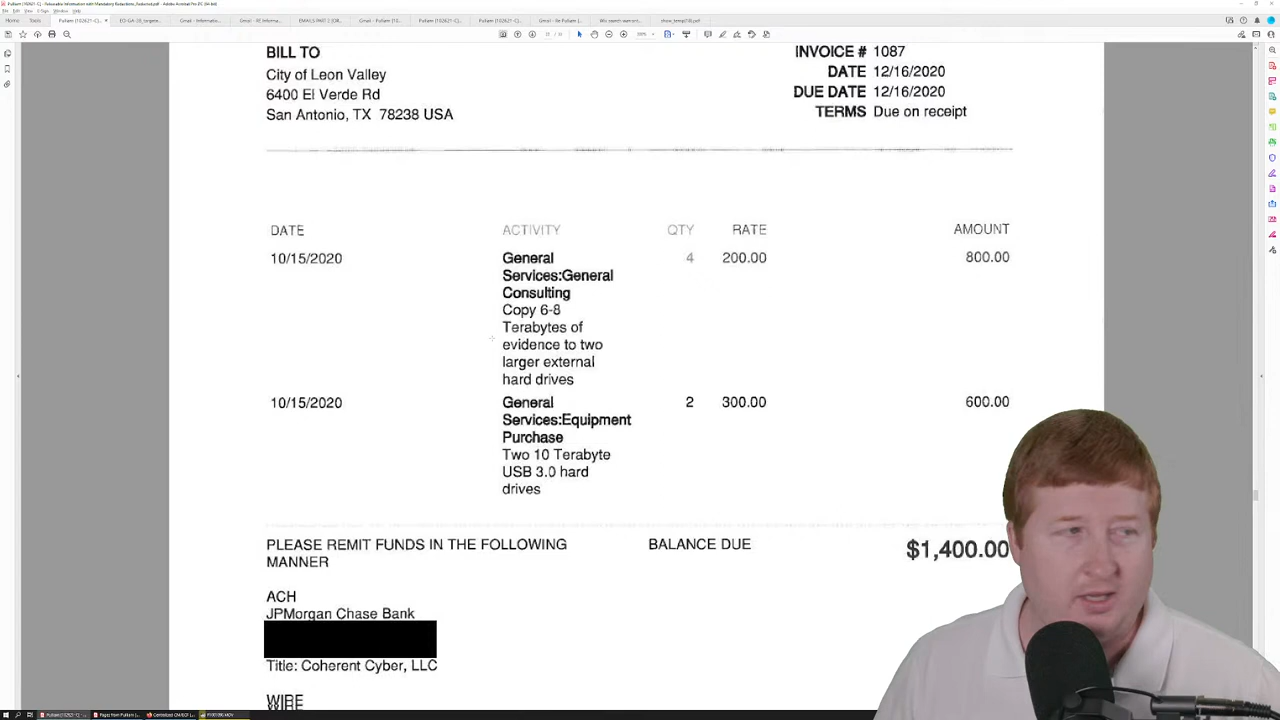 Home Tools
BILL TO
City of Leon Valley
6400 El Verde Rd
San Antonio, TX 78238 USA
INVOICE # 1087
DATE 12/16/2020
DUE DATE 12/16/2020
TERMS Due on receipt
DATE ACTIVITY QTY RATE AMOUNT
10/15/2020 General 4 200.00 800.00
Services:General
Consulting
Copy 6-8
Terabytes of
evidence to two
larger external
hard drives
10/15/2020 General 2 300.00 600.00
Services:Equipment
Purchase
Two 10 Terabyte
USB 3.0 hard
drives
PLEASE REMIT FUNDS IN THE FOLLOWING BALANCE DUE $1,400.00
MANNER
ACH
JPMorgan Chase Bank
Title: Coherent Cyber, LLC
WIRE